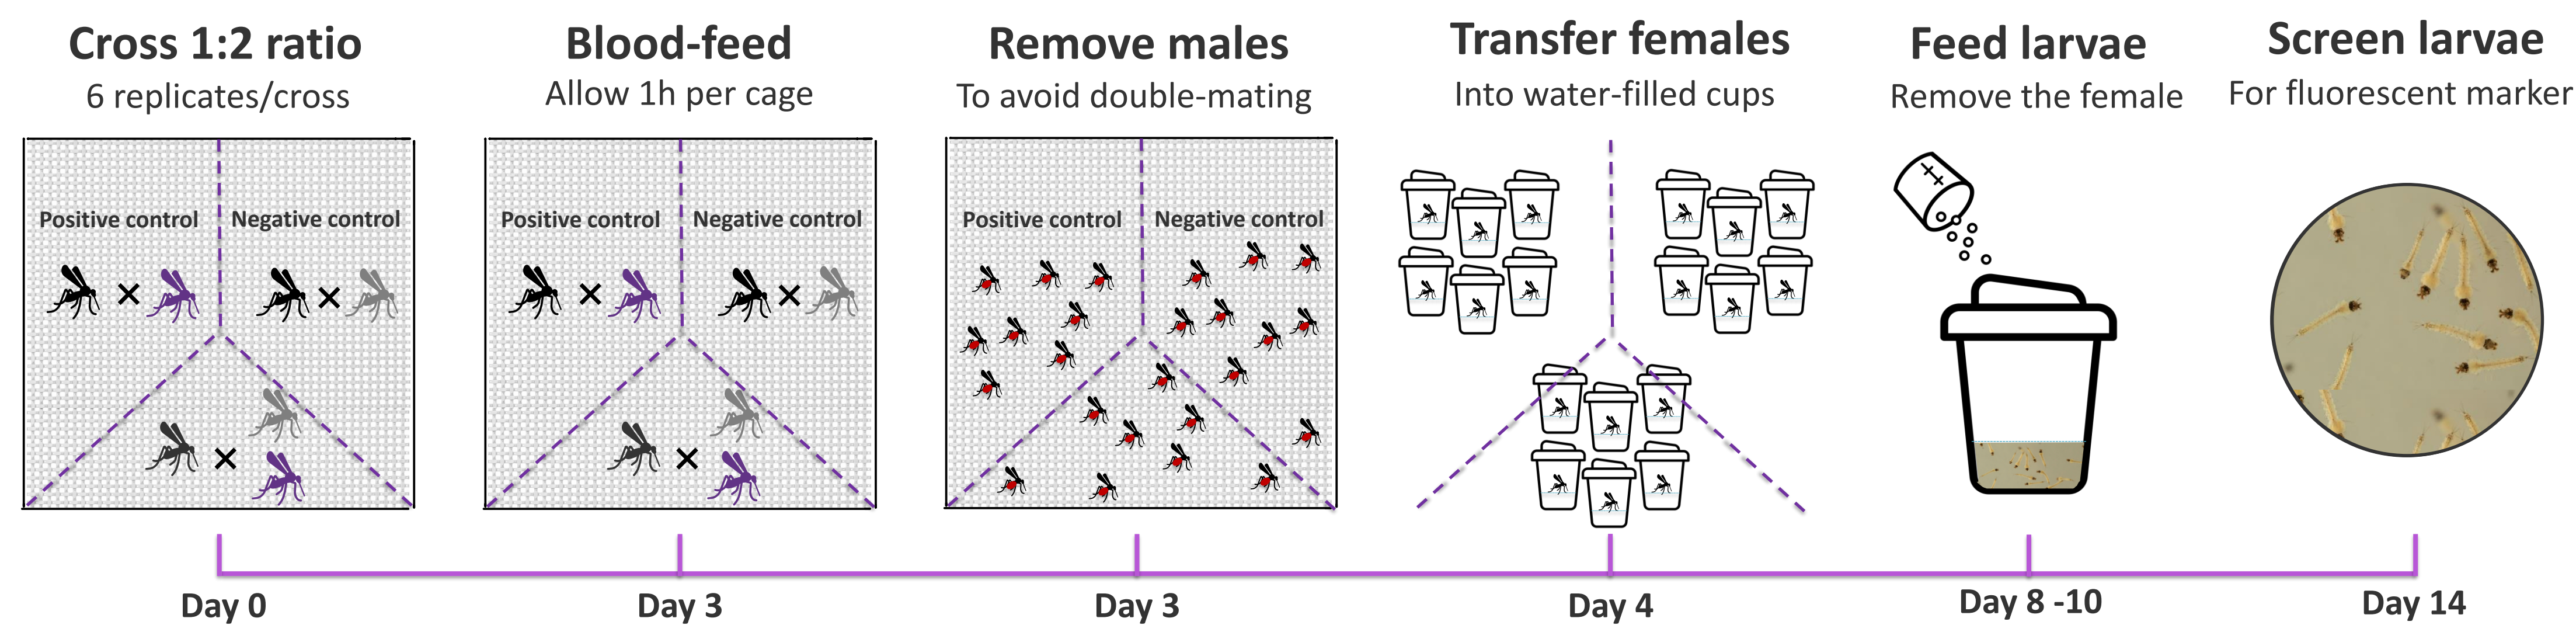 Cross 1:2 ratio
6 replicates/cross
Blood-feed
Allow 1h per cage
Remove males
To avoid double-mating
Transfer females
Into water-filled cups
Feed larvae
Remove the female
Screen larvae
For fluorescent marker
Positive control
Negative control
Positive control
Negative control
Positive control
Negative control
Day 0
Day 3
Day 3
Day 4
Day 8 -10
Day 14